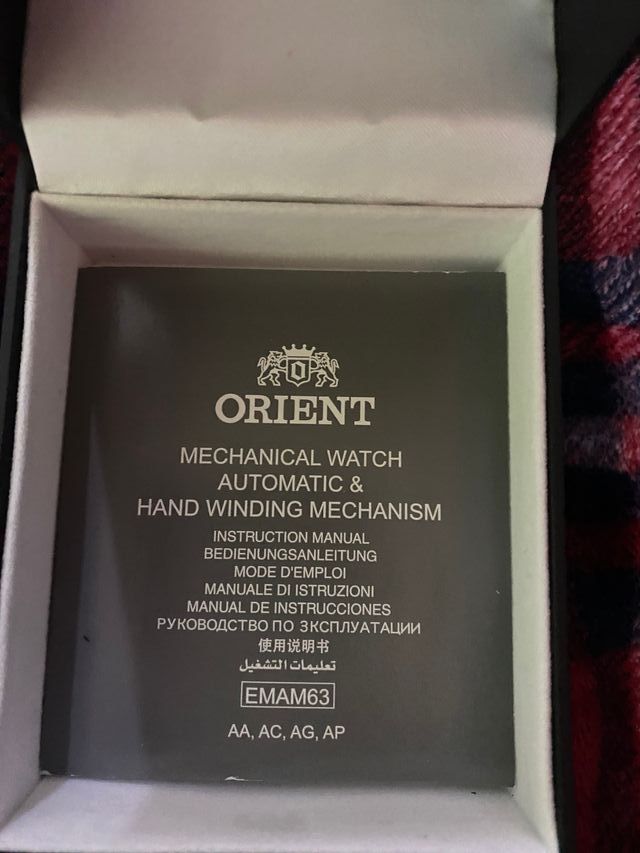 ORIENT
MECHANICAL WATCH
AUTOMATIC &
HAND WINDING MECHANISM
INSTRUCTION MANUAL
BEDIENUNGSANLEITUNG
MODE D'EMPLOI
MANUALE DI ISTRUZIONI
MANUAL DE INSTRUCCIONES
РУКОВОДСТВО ПО ЗКСПЛУАТАЦИИ
使用说明书
تعليمات التشغيل
EMAM63
AA, AC, AG, AP